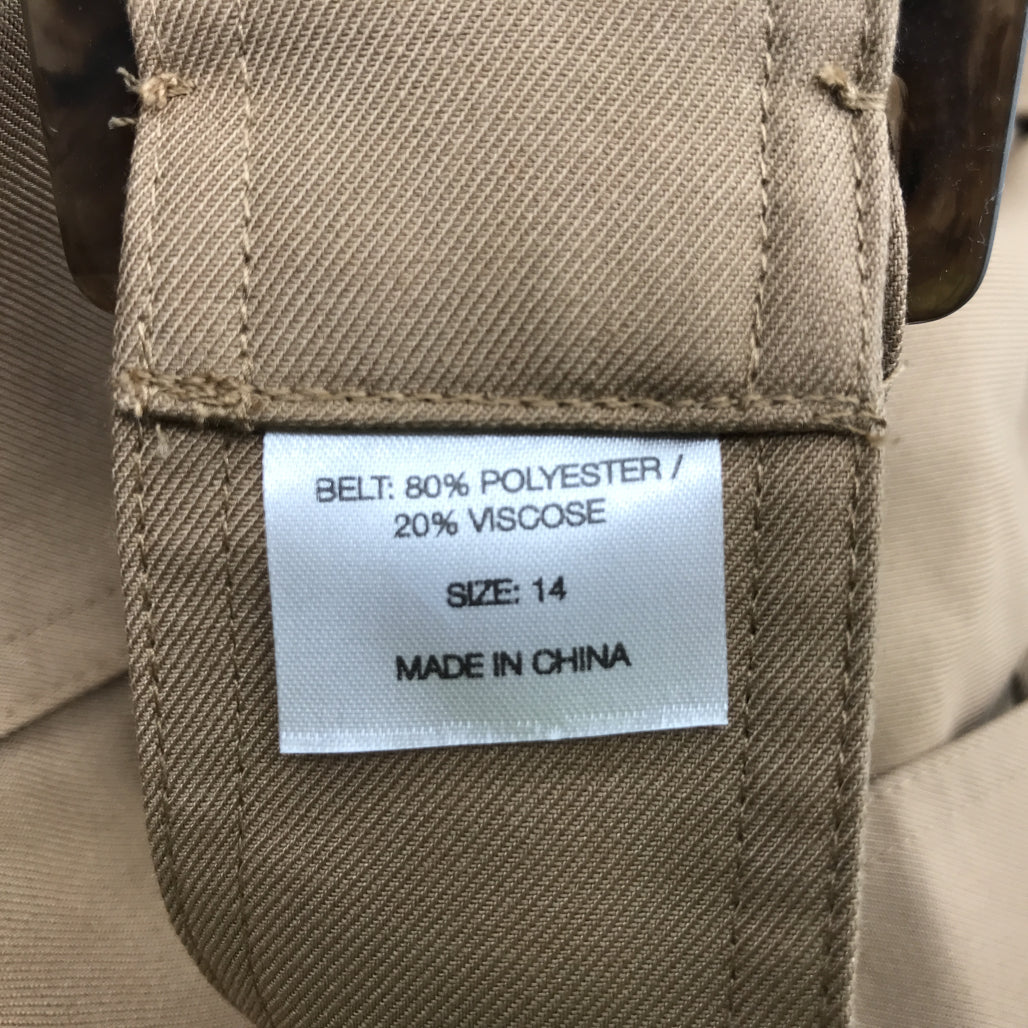 BELT: 80% POLYESTER /
20% VISCOSE
SIZE: 14
MADE IN CHINA